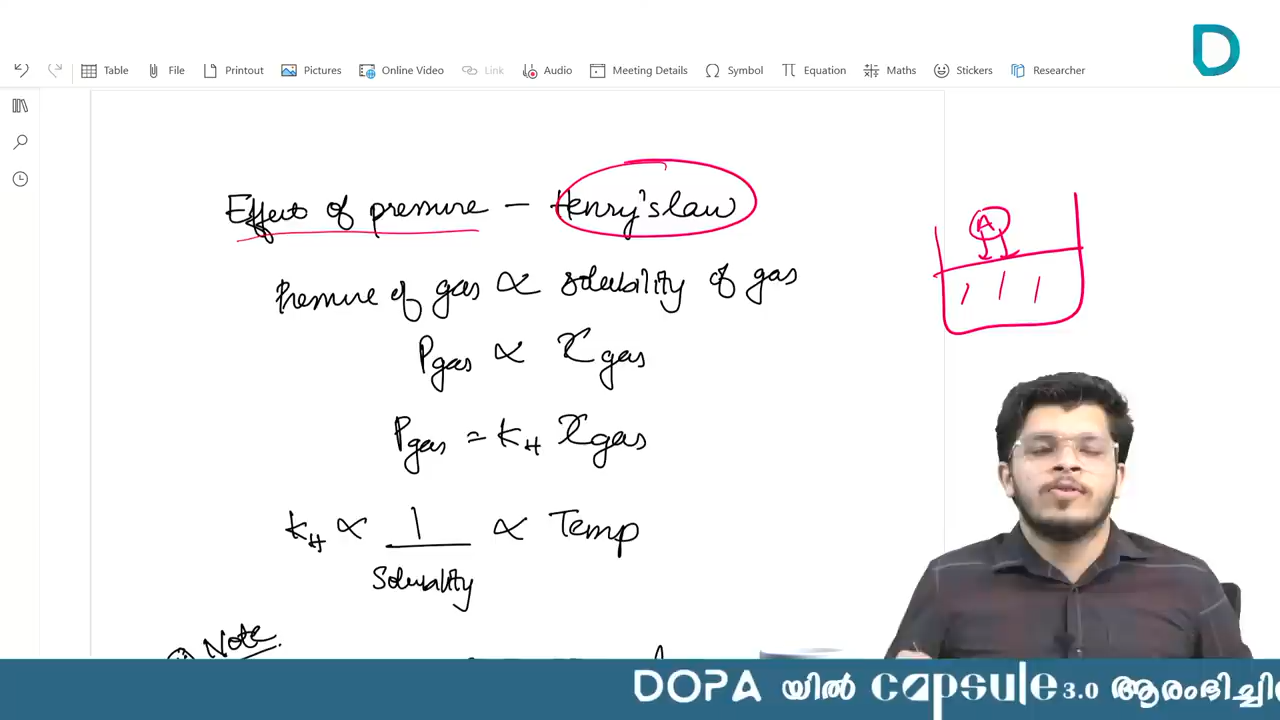 D
Table File Printout Pictures Online Video Link Audio Meeting Details Symbol Equation Maths Stickers Researcher
Effect of pressure – Henry's law
A
Pressure of gas ∝ solubility of gas
Pgas ∝ xgas
Pgas = KH xgas
KH ∝ 1/Solubility ∝ Temp
Note
DOPA യിൽ capsule 3.0 ആരംഭിച്ചി